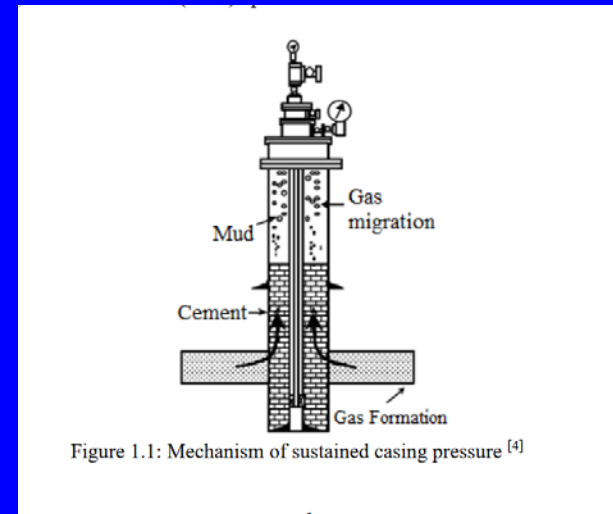 Gas
migration
Mud
Cement
Gas Formation
Figure 1.1: Mechanism of sustained casing pressure [4]